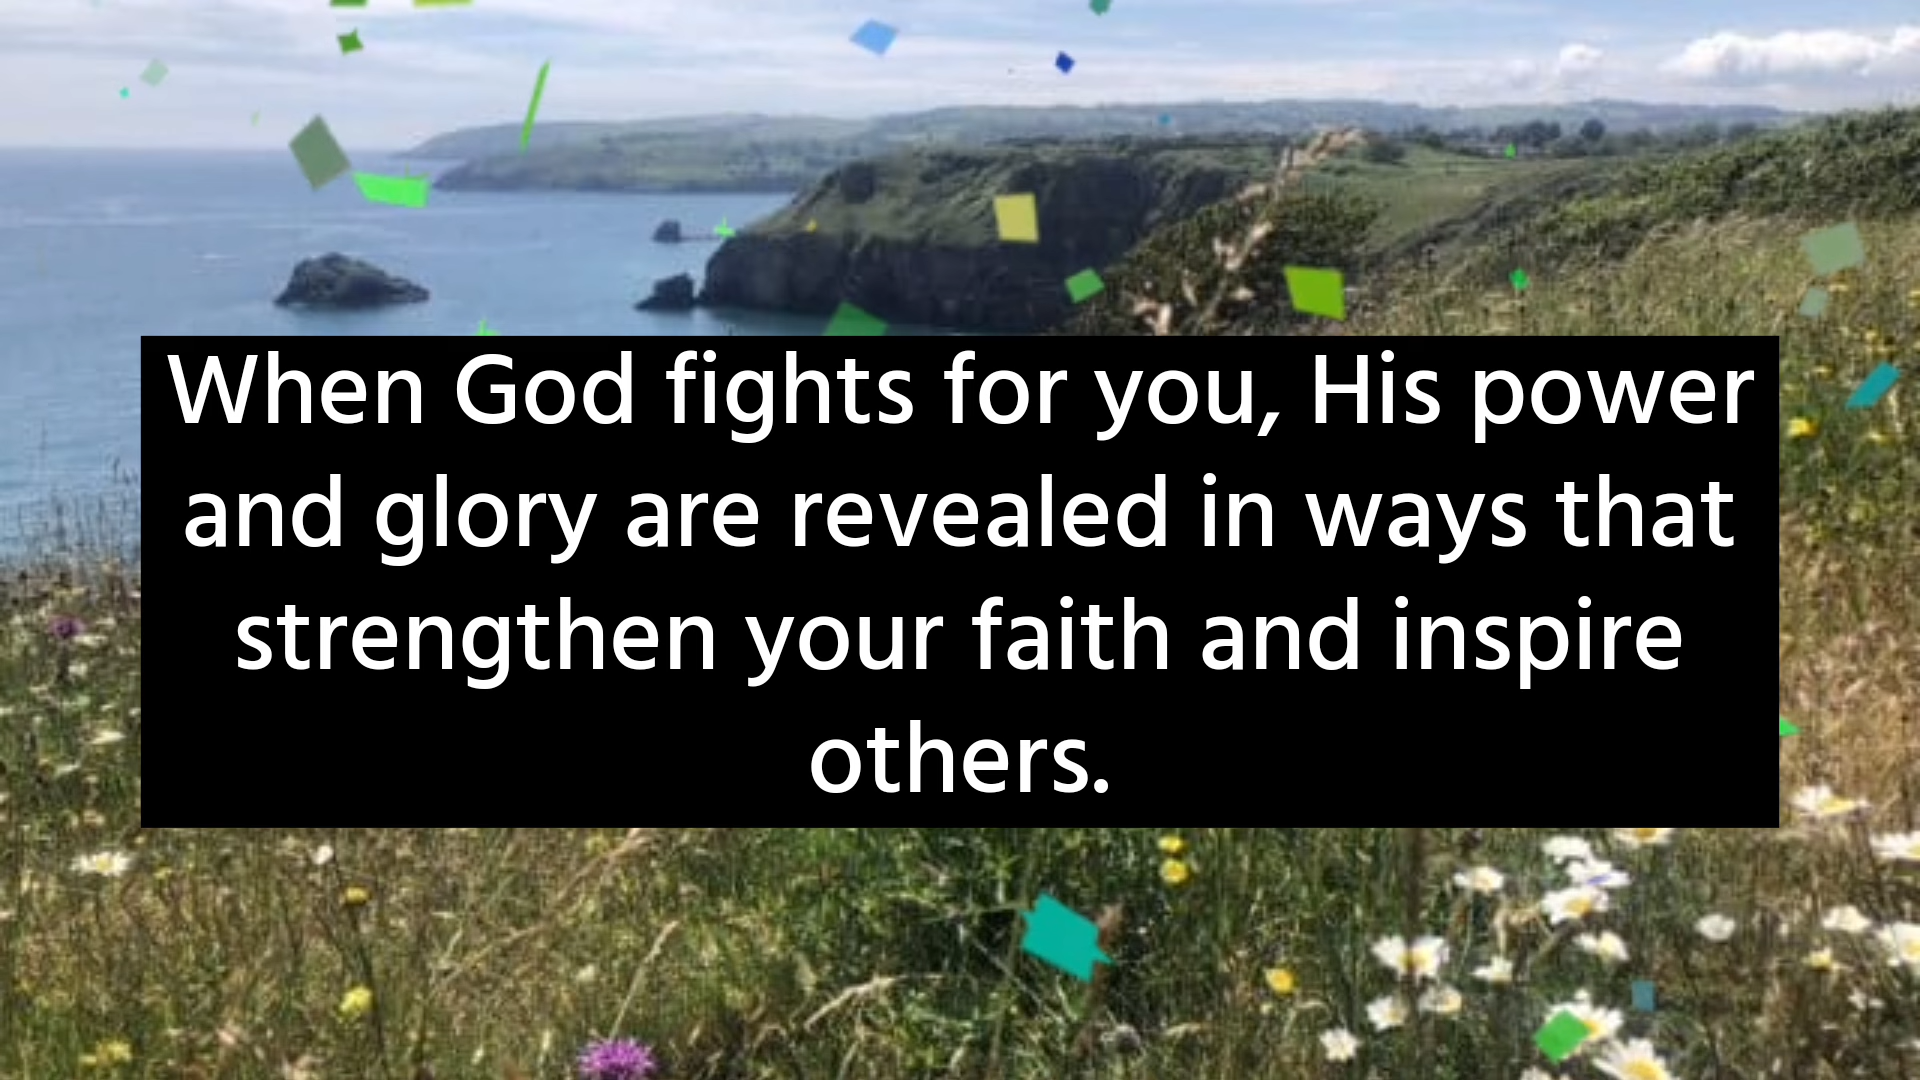 When God fights for you, His power
and glory are revealed in ways that
strengthen your faith and inspire
others.